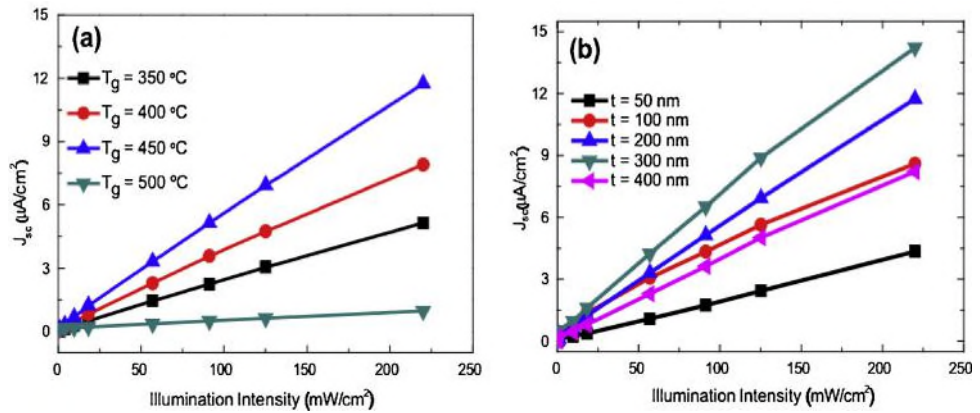 (a)
15
12
9
6
3
0
J_sc (μA/cm²)
T_g = 350 °C
T_g = 400 °C
T_g = 450 °C
T_g = 500 °C
0 50 100 150 200 250
Illumination Intensity (mW/cm²)
(b)
15
12
9
6
3
0
J_sc(μA/cm²)
t = 50 nm
t = 100 nm
t = 200 nm
t = 300 nm
t = 400 nm
0 50 100 150 200 250
Illumination Intensity (mW/cm²)